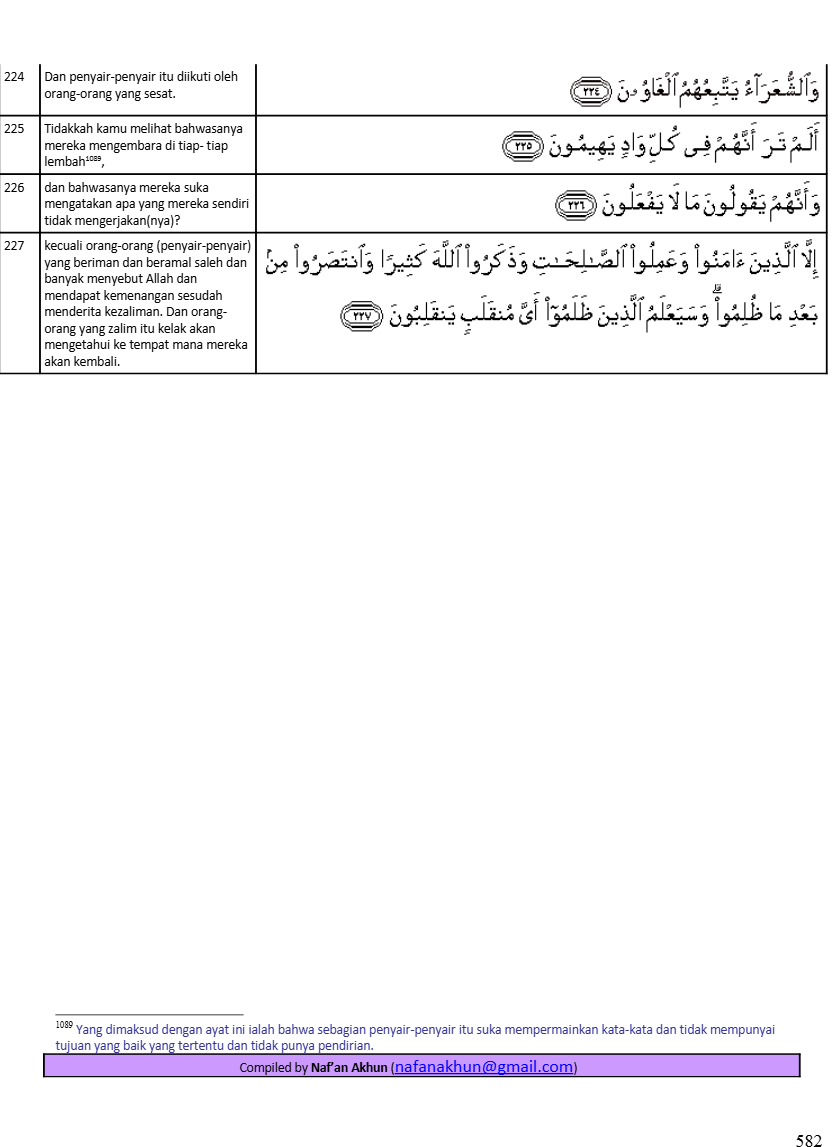 224
Dan penyair-penyair itu diikuti oleh
orang-orang yang sesat.
وَٱلشُّعَرَآءُ يَتَّبِعُهُمُ ٱلْغَاوُۥنَ ٢٢٤
225
Tidakkah kamu melihat bahwasanya
mereka mengembara di tiap- tiap
lembah¹⁰⁸⁹,
أَلَمْ تَرَ أَنَّهُمْ فِى كُلِّ وَادٍ يَهِيمُونَ ٢٢٥
226
dan bahwasanya mereka suka
mengatakan apa yang mereka sendiri
tidak mengerjakan(nya)?
وَأَنَّهُمْ يَقُولُونَ مَا لَا يَفْعَلُونَ ٢٢٦
227
kecuali orang-orang (penyair-penyair)
yang beriman dan beramal saleh dan
banyak menyebut Allah dan
mendapat kemenangan sesudah
menderita kezaliman. Dan orang-
orang yang zalim itu kelak akan
mengetahui ke tempat mana mereka
akan kembali.
إِلَّا ٱلَّذِينَ ءَامَنُوا۟ وَعَمِلُوا۟ ٱلصَّـٰلِحَـٰتِ وَذَكَرُوا۟ ٱللَّهَ كَثِيرًا وَٱنتَصَرُوا۟ مِنۢ
بَعْدِ مَا ظُلِمُوا۟ ۗ وَسَيَعْلَمُ ٱلَّذِينَ ظَلَمُوٓا۟ أَىَّ مُنقَلَبٍ يَنقَلِبُونَ ٢٢٧
¹⁰⁸⁹ Yang dimaksud dengan ayat ini ialah bahwa sebagian penyair-penyair itu suka mempermainkan kata-kata dan tidak mempunyai
tujuan yang baik yang tertentu dan tidak punya pendirian.
Compiled by Naf'an Akhun (nafanakhun@gmail.com)
582